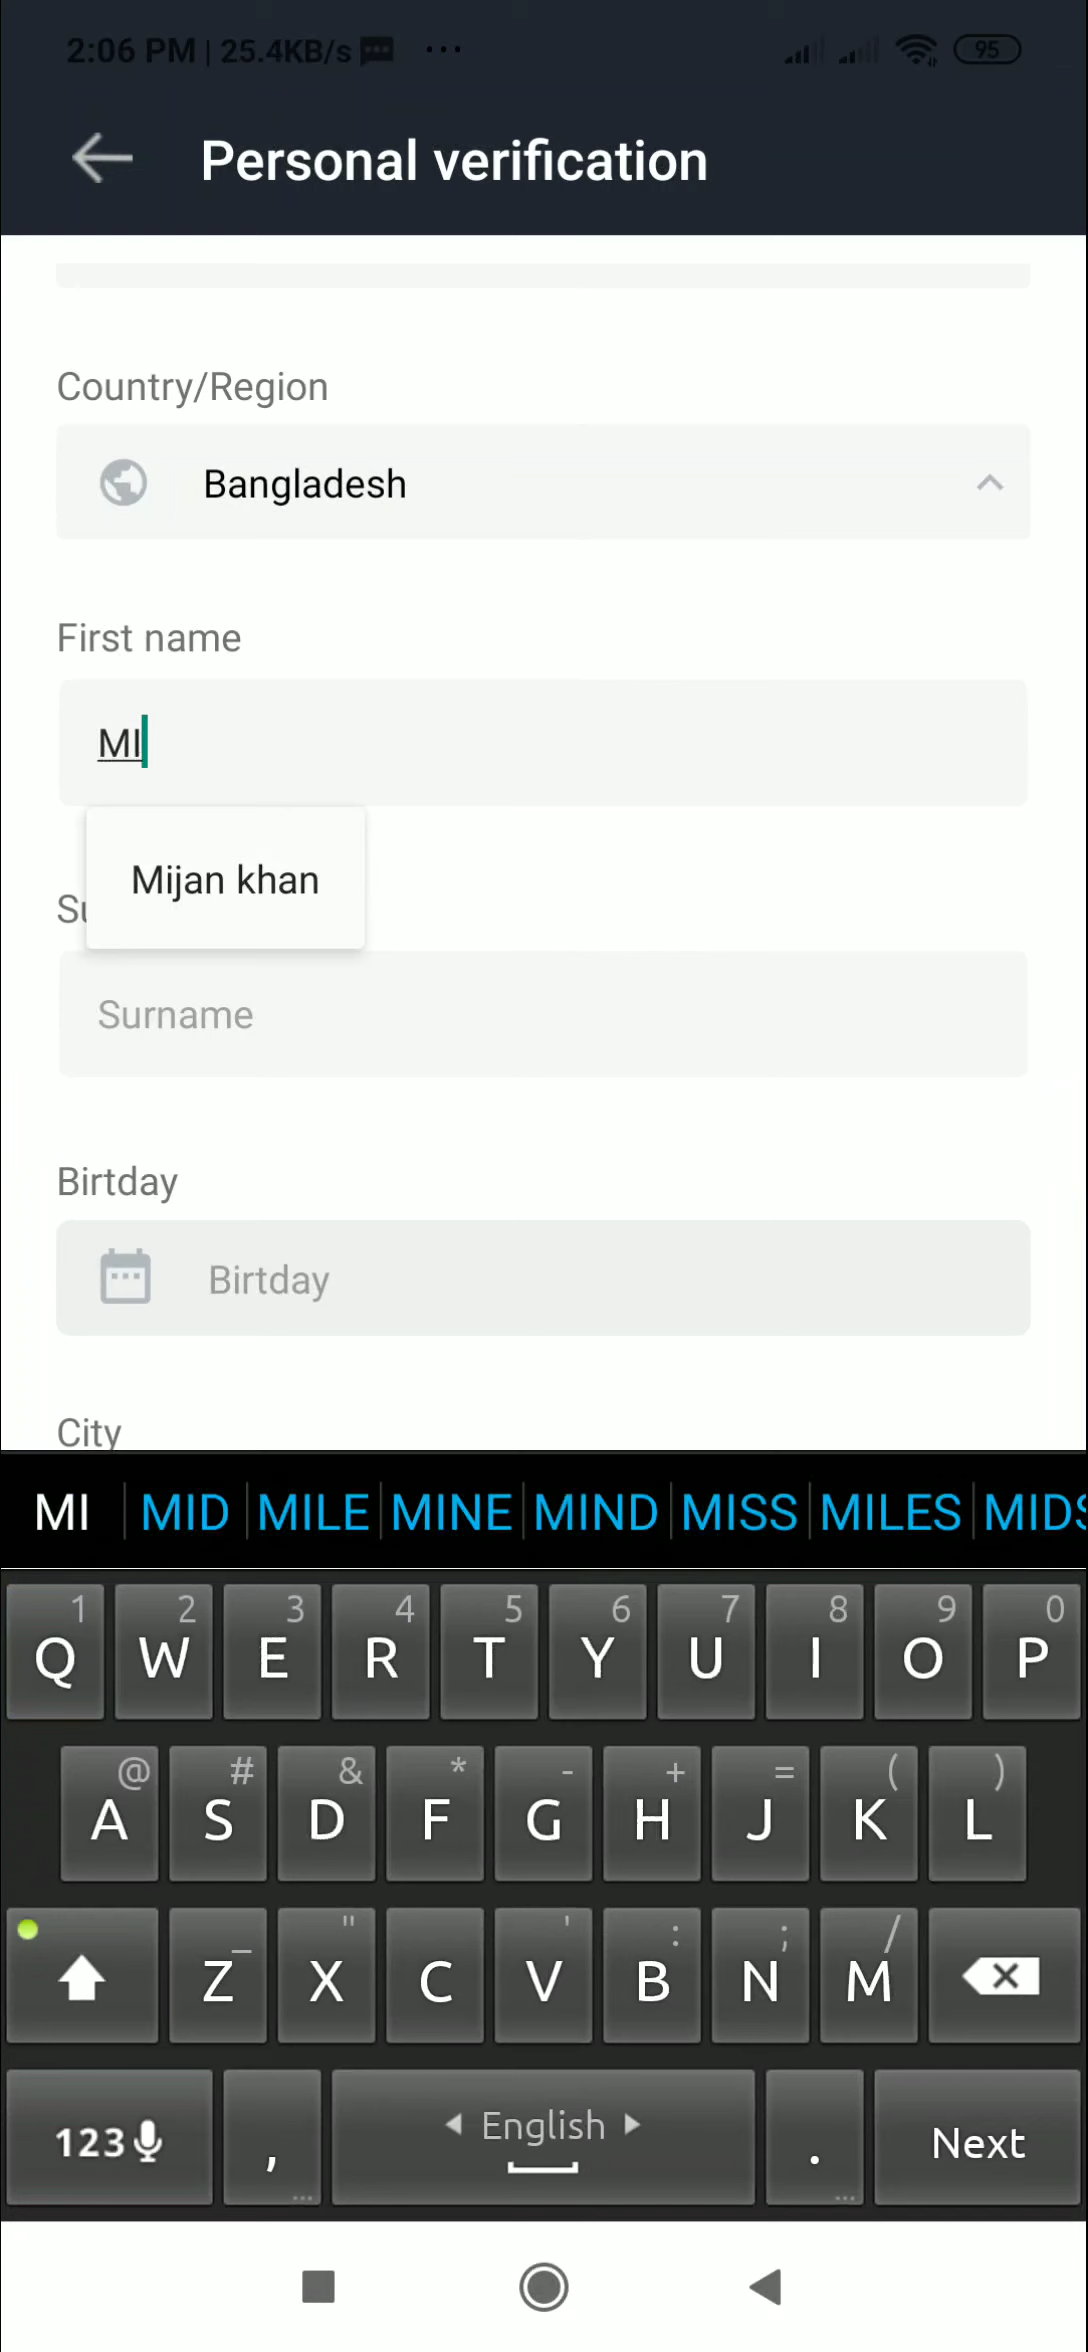 2:06 PM | 25.4KB/s ... 95
Personal verification
Country/Region
Bangladesh
First name
MI
Mijan khan
Su
Surname
Birtday
Birtday
City
MI MID MILE MINE MIND MISS MILES MIDS
1 2 3 4 5 6 7 8 9 0
Q W E R T Y U I O P
@ # & * - + = ( )
A S D F G H J K L
_ " ' : ; /
Z X C V B N M
123 , English . Next